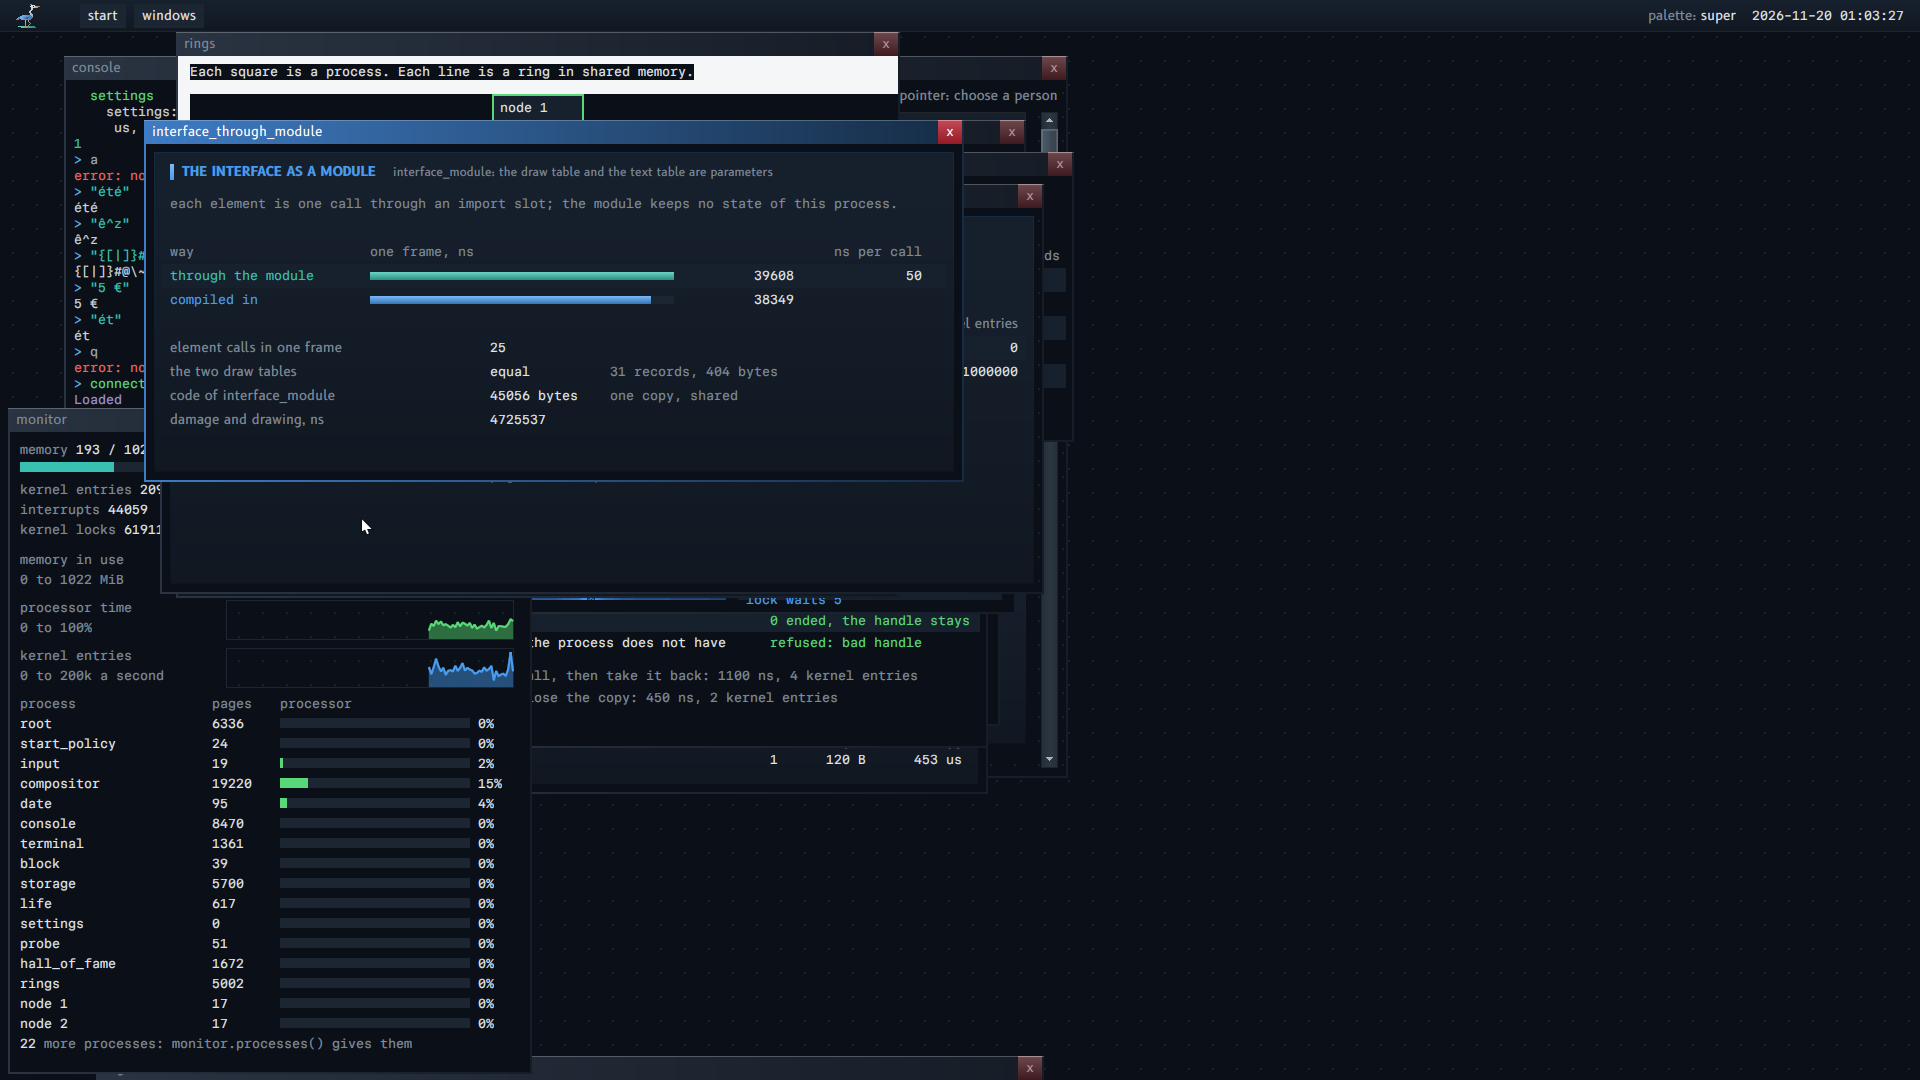 start windows palette: super 2026-11-20 01:03:27
rings x
console x
Each square is a process. Each line is a ring in shared memory.
settings pointer: choose a person
settings: node 1
us,
interface_through_module x x
1
> a
error: no
> "été"
été
> "ê^z"
ê^z
> "{[|]}#
{[|]}#@\~
> "5 €"
5 €
> "ét"
ét
> q
error: no
> connect
Loaded
x
x
THE INTERFACE AS A MODULE interface_module: the draw table and the text table are parameters
each element is one call through an import slot; the module keeps no state of this process.
way one frame, ns ns per call
through the module 39608 50
compiled in 38349
element calls in one frame 25
the two draw tables equal 31 records, 404 bytes
code of interface_module 45056 bytes one copy, shared
damage and drawing, ns 4725537
ds
entries
0
1000000
monitor
memory 193 / 102
kernel entries 209
interrupts 44059
kernel locks 61911
memory in use
0 to 1022 MiB
processor time
0 to 100%
kernel entries
0 to 200k a second
process pages processor
root 6336 0%
start_policy 24 0%
input 19 2%
compositor 19220 15%
date 95 4%
console 8470 0%
terminal 1361 0%
block 39 0%
storage 5700 0%
life 617 0%
settings 0 0%
probe 51 0%
hall_of_fame 1672 0%
rings 5002 0%
node 1 17 0%
node 2 17 0%
22 more processes: monitor.processes() gives them
lock waits 5
0 ended, the handle stays
the process does not have refused: bad handle
all, then take it back: 1100 ns, 4 kernel entries
lose the copy: 450 ns, 2 kernel entries
1 120 B 453 us
x